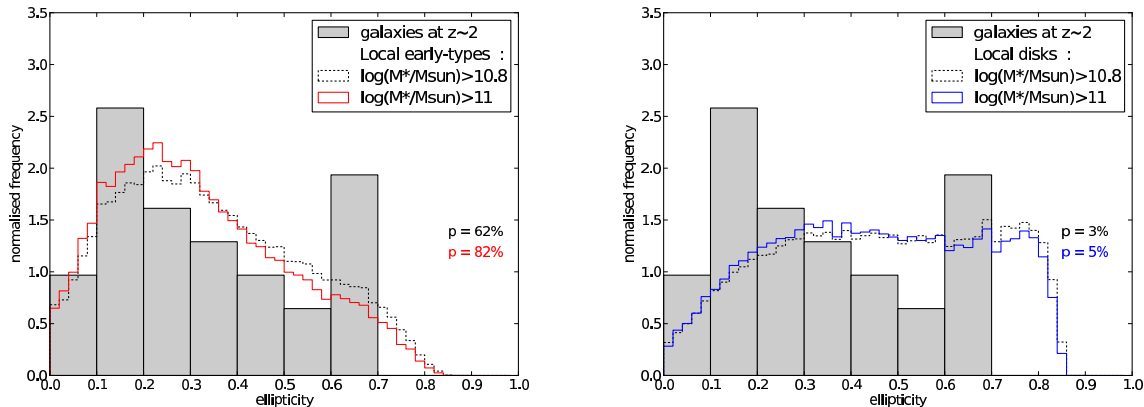 3.5
3.0
2.5
2.0
1.5
1.0
0.5
0.0
normalised frequency
galaxies at z~2
Local early-types :
log(M*/Msun)>10.8
log(M*/Msun)>11
p = 62%
p = 82%
0.0 0.1 0.2 0.3 0.4 0.5 0.6 0.7 0.8 0.9 1.0
ellipticity
3.5
3.0
2.5
2.0
1.5
1.0
0.5
0.0
normalised frequency
galaxies at z~2
Local disks :
log(M*/Msun)>10.8
log(M*/Msun)>11
p = 3%
p = 5%
0.0 0.1 0.2 0.3 0.4 0.5 0.6 0.7 0.8 0.9 1.0
ellipticity